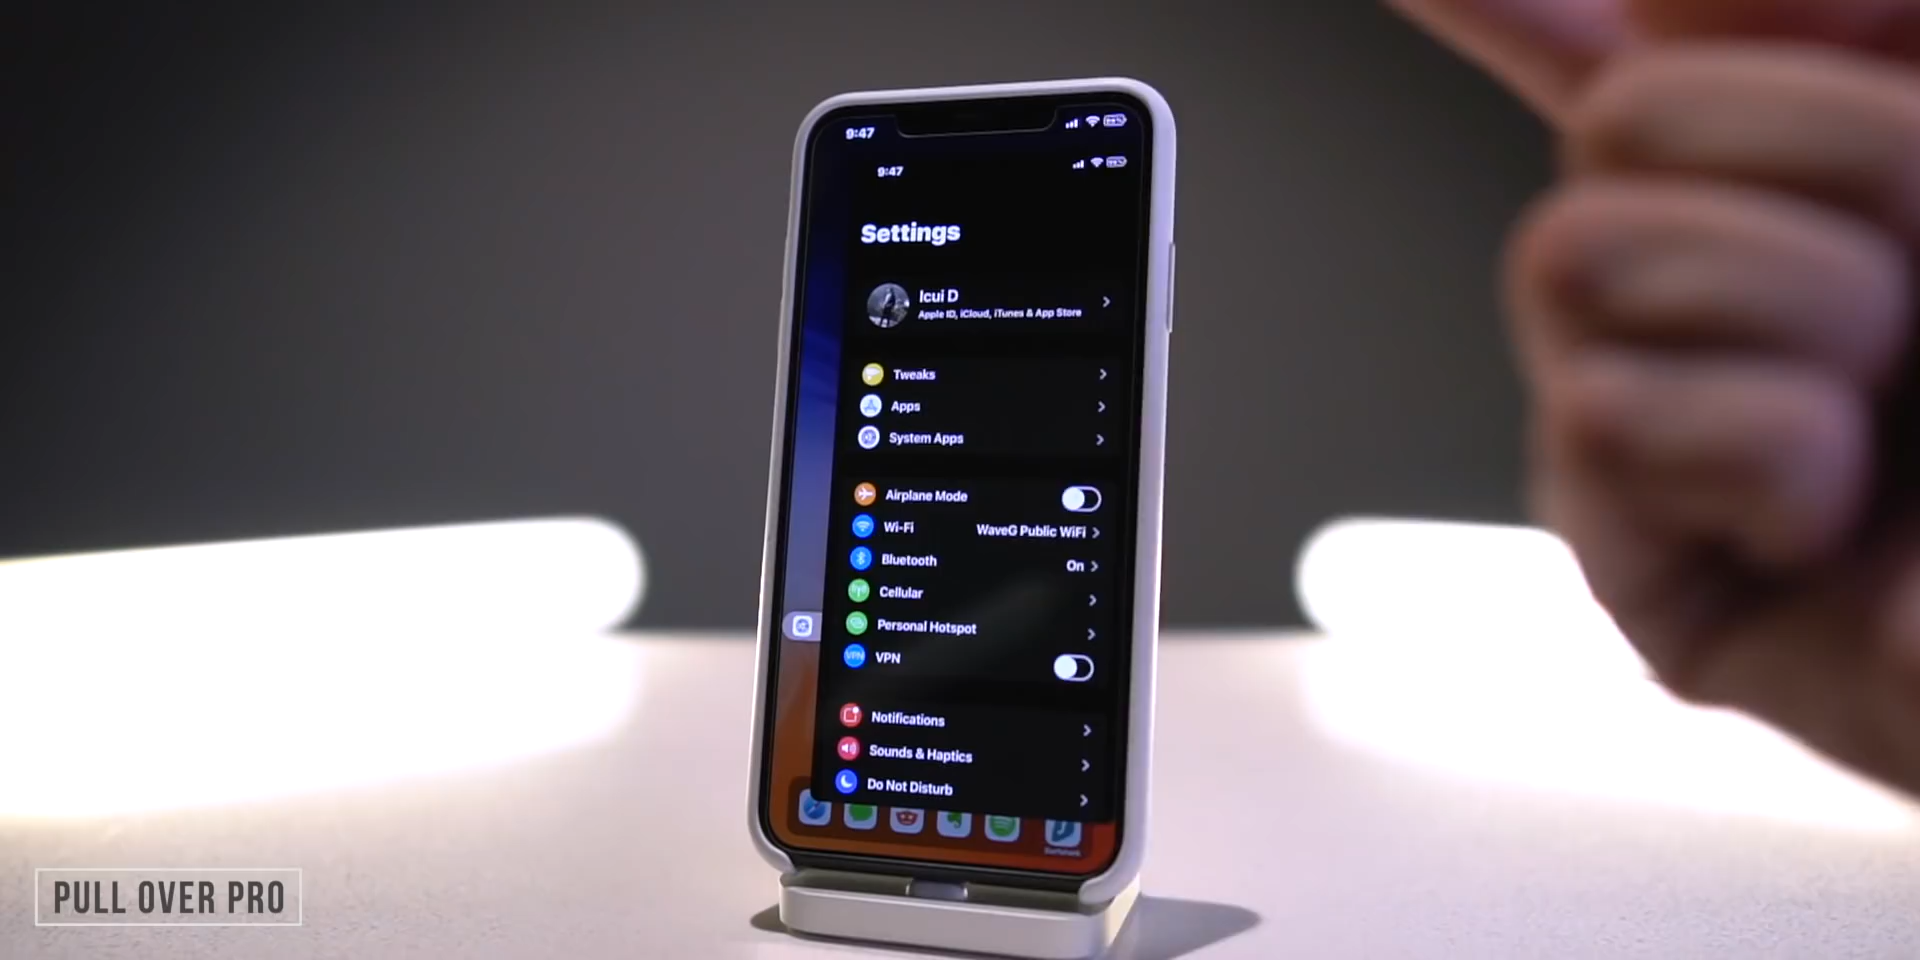 9:47
9:47
Settings
Icui D
Apple ID, iCloud, iTunes & App Store
Tweaks
Apps
System Apps
Airplane Mode
Wi-Fi WaveG Public WiFi
Bluetooth On
Cellular
Personal Hotspot
VPN VPN
Notifications
Sounds & Haptics
Do Not Disturb
PULL OVER PRO